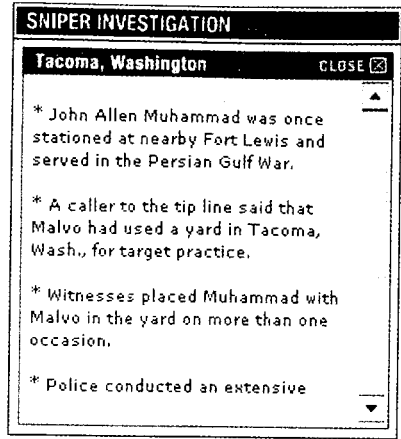 SNIPER INVESTIGATION
Tacoma, Washington CLOSE
* John Allen Muhammad was once
stationed at nearby Fort Lewis and
served in the Persian Gulf War.
* A caller to the tip line said that
Malvo had used a yard in Tacoma,
Wash., for target practice.
* Witnesses placed Muhammad with
Malvo in the yard on more than one
occasion.
* Police conducted an extensive